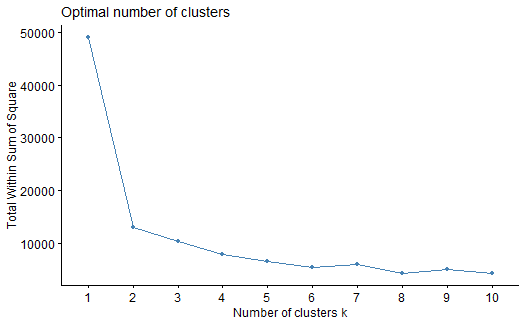 Optimal number of clusters
50000
40000
30000
20000
10000
Total Within Sum of Square
1 2 3 4 5 6 7 8 9 10
Number of clusters k